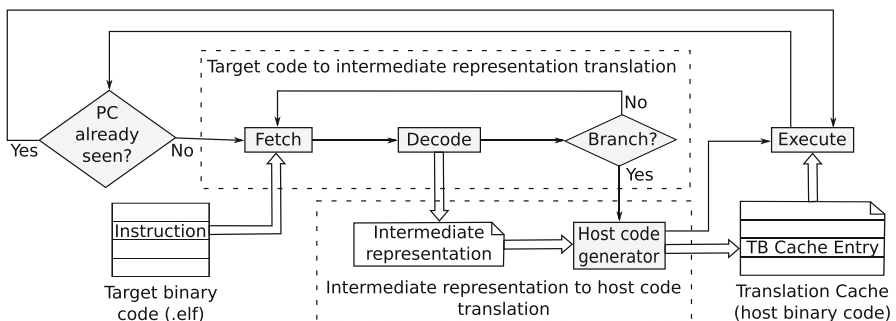 Target code to intermediate representation translation
PC
already
seen?
Yes
No
Fetch
Decode
Branch?
No
Yes
Execute
Instruction
Target binary
code (.elf)
Intermediate
representation
Host code
generator
Intermediate representation to host code
translation
TB Cache Entry
Translation Cache
(host binary code)